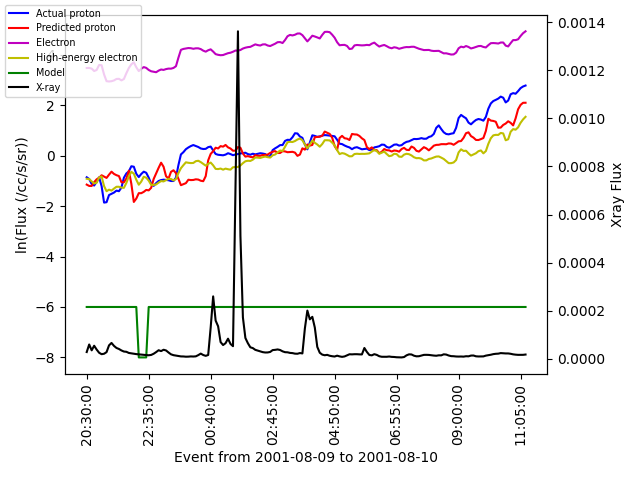 Actual proton
Predicted proton
Electron
High-energy electron
Model
X-ray
ln(Flux (/cc/s/sr))
2
0
−2
−4
−6
−8
0.0014
0.0012
0.0010
0.0008
0.0006
0.0004
0.0002
0.0000
Xray Flux
20:30:00
22:35:00
00:40:00
02:45:00
04:50:00
06:55:00
09:00:00
11:05:00
Event from 2001-08-09 to 2001-08-10